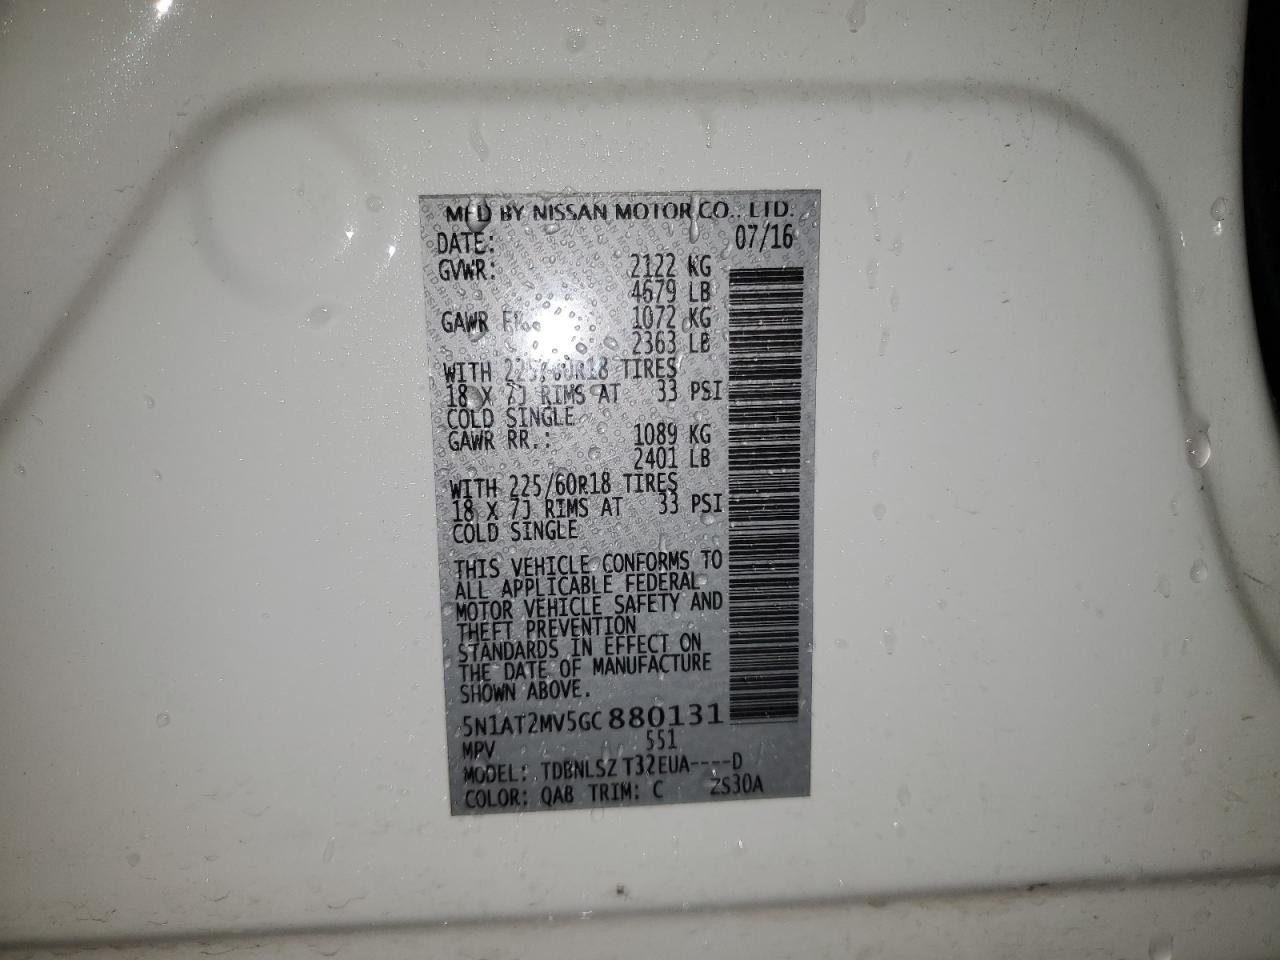 MFD BY NISSAN MOTOR CO., LTD.
DATE: 07/16
GVWR: 2122 KG
4679 LB
GAWR FR. 1072 KG
2363 LB
WITH 225/60R18 TIRES
18 X 7J RIMS AT 33 PSI
COLD SINGLE
GAWR RR.: 1089 KG
2401 LB
WITH 225/60R18 TIRES
18 X 7J RIMS AT 33 PSI
COLD SINGLE
THIS VEHICLE CONFORMS TO
ALL APPLICABLE FEDERAL
MOTOR VEHICLE SAFETY AND
THEFT PREVENTION
STANDARDS IN EFFECT ON
THE DATE OF MANUFACTURE
SHOWN ABOVE.
5N1AT2MV5GC880131
MPV 551
MODEL: TDBNLSZ T32EUA----D
COLOR: QAB TRIM: C ZS30A